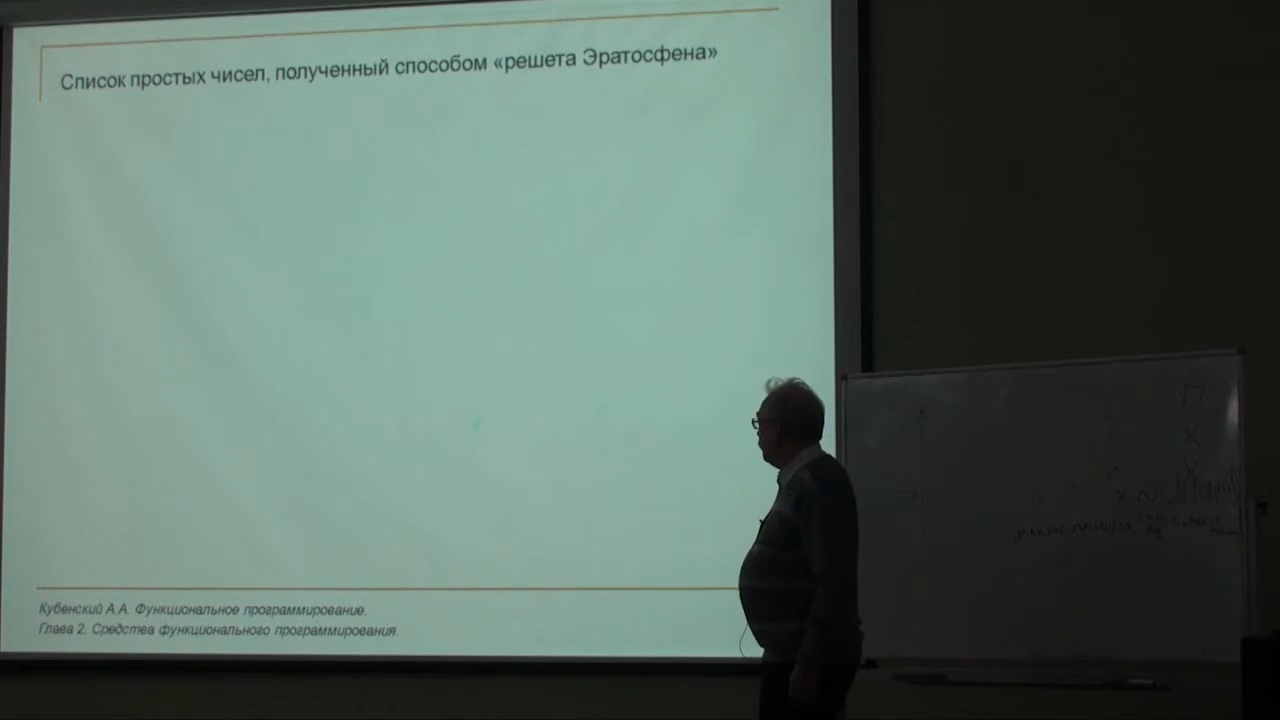 Список простых чисел, полученный способом «решета Эратосфена»
Кубенский А.А. Функциональное программирование.
Глава 2. Средства функционального программирования.